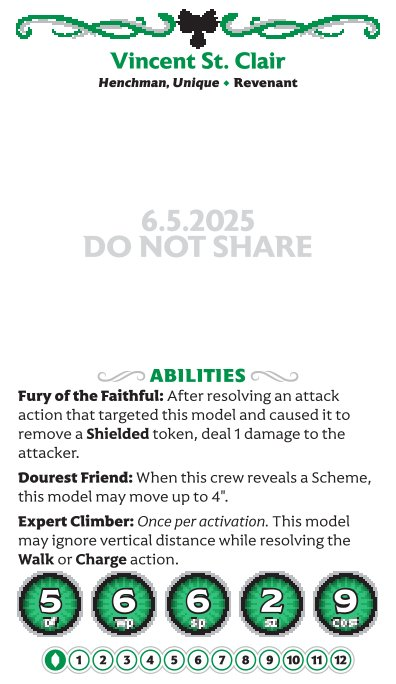 Vincent St. Clair
Henchman, Unique ♦ Revenant
6.5.2025
DO NOT SHARE
ABILITIES
Fury of the Faithful: After resolving an attack
action that targeted this model and caused it to
remove a Shielded token, deal 1 damage to the
attacker.
Dourest Friend: When this crew reveals a Scheme,
this model may move up to 4".
Expert Climber: Once per activation. This model
may ignore vertical distance while resolving the
Walk or Charge action.
5 6 6 2 9
Df Wp Sp Sz Cost
1 2 3 4 5 6 7 8 9 10 11 12